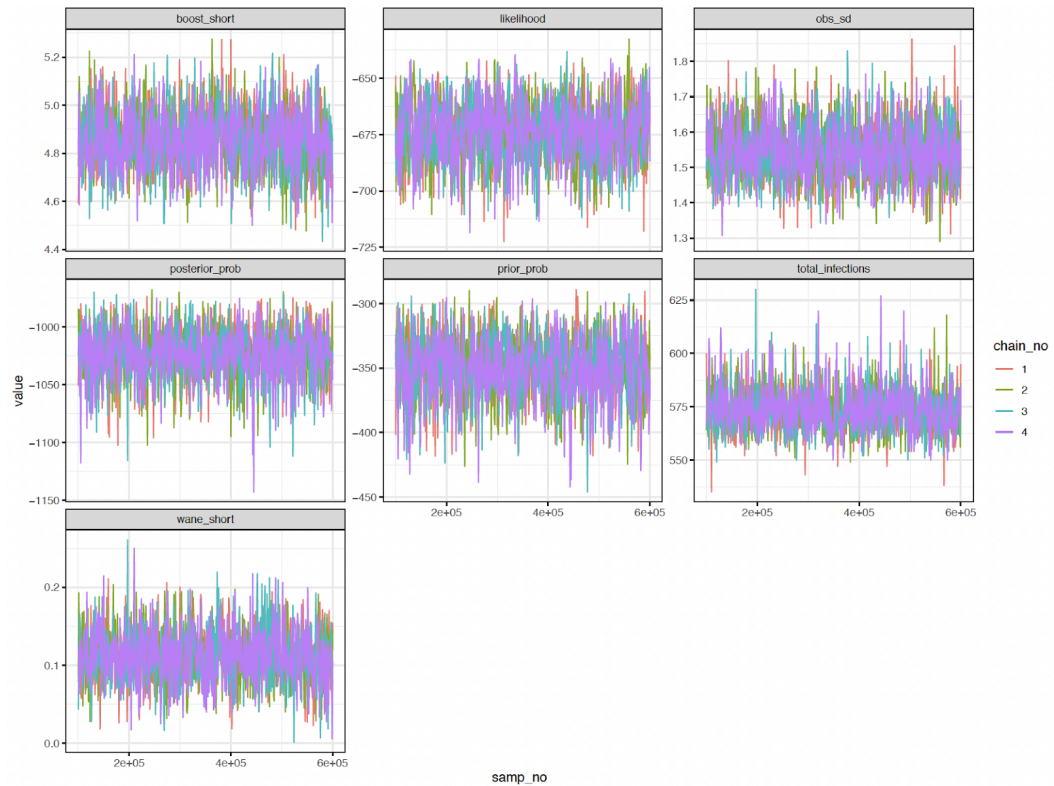 boost_short
likelihood
obs_sd
5.2
5.0
4.8
4.6
4.4
−650
−675
−700
−725
1.8
1.7
1.6
1.5
1.4
1.3
posterior_prob
prior_prob
total_infections
−1000
−1050
−1100
−1150
−300
−350
−400
−450
625
600
575
550
2e+05 4e+05 6e+05
2e+05 4e+05 6e+05
wane_short
0.2
0.1
0.0
2e+05 4e+05 6e+05
value
samp_no
chain_no
1
2
3
4